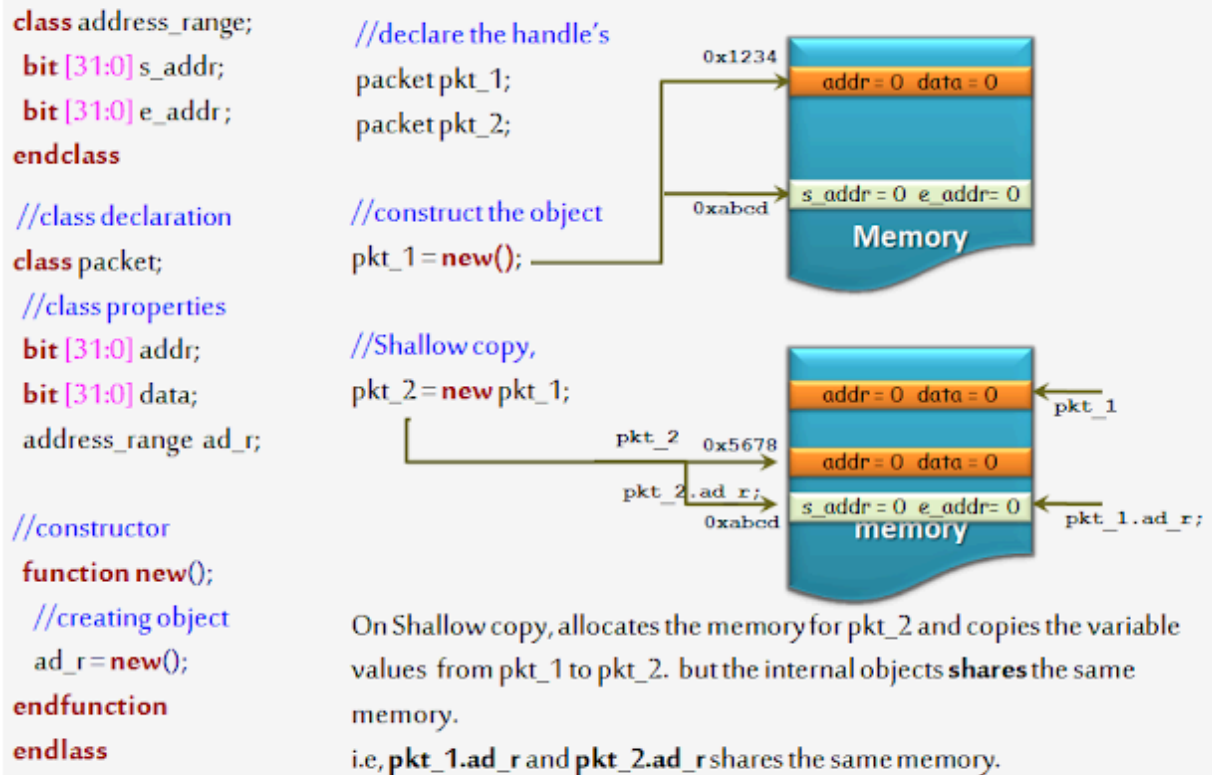 class address_range;
bit [31:0] s_addr;
bit [31:0] e_addr;
endclass
//class declaration
class packet;
//class properties
bit [31:0] addr;
bit [31:0] data;
address_range ad_r;
//constructor
function new();
//creating object
ad_r = new();
endfunction
endlass
//declare the handle's
packet pkt_1;
packet pkt_2;
//construct the object
pkt_1 = new();
//Shallow copy,
pkt_2 = new pkt_1;
0x1234
addr = 0 data = 0
0xabcd
s_addr = 0 e_addr= 0
Memory
addr = 0 data = 0
pkt_1
pkt_2
0x5678
addr = 0 data = 0
pkt_2.ad_r;
0xabcd
s_addr = 0 e_addr= 0
pkt_1.ad_r;
memory
On Shallow copy, allocates the memory for pkt_2 and copies the variable
values from pkt_1 to pkt_2. but the internal objects shares the same
memory.
i.e, pkt_1.ad_r and pkt_2.ad_r shares the same memory.